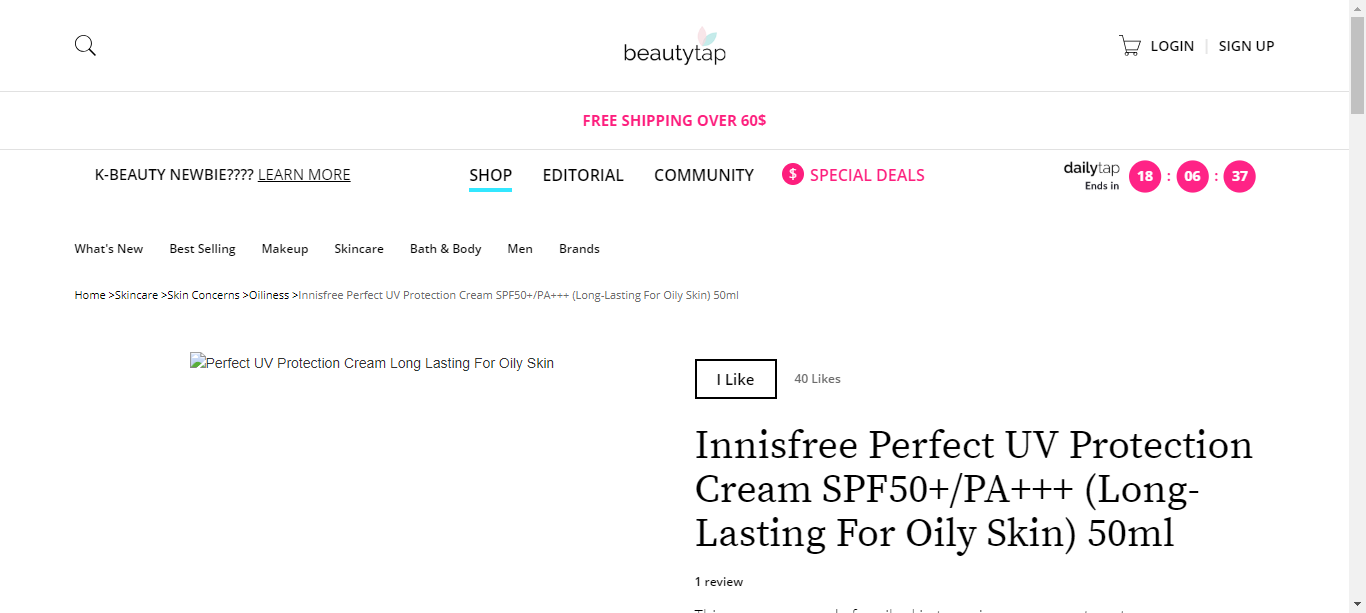 beautytap
LOGIN | SIGN UP
FREE SHIPPING OVER 60$
K-BEAUTY NEWBIE???? LEARN MORE
SHOP EDITORIAL COMMUNITY $ SPECIAL DEALS
dailytap
Ends in
18 : 06 : 37
What's New Best Selling Makeup Skincare Bath & Body Men Brands
Home >Skincare >Skin Concerns >Oiliness >Innisfree Perfect UV Protection Cream SPF50+/PA+++ (Long-Lasting For Oily Skin) 50ml
Perfect UV Protection Cream Long Lasting For Oily Skin
I Like 40 Likes
Innisfree Perfect UV Protection
Cream SPF50+/PA+++ (Long-
Lasting For Oily Skin) 50ml
1 review